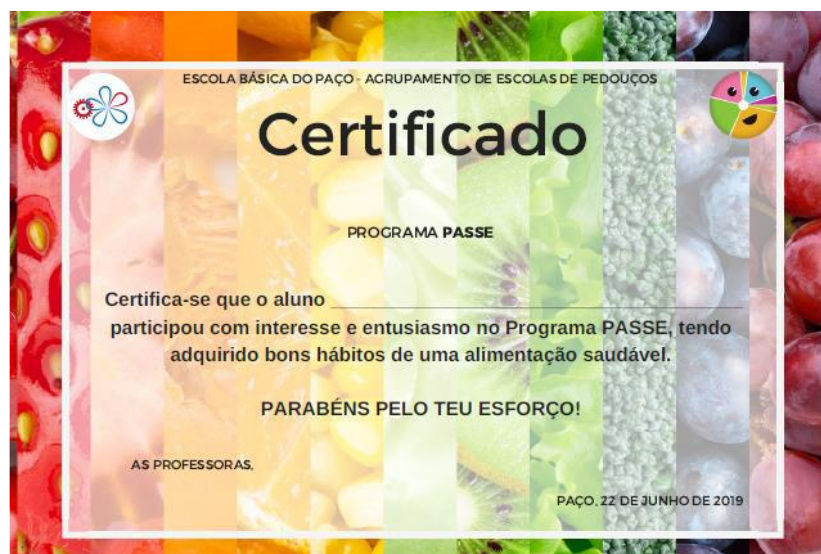 ESCOLA BÁSICA DO PAÇO - AGRUPAMENTO DE ESCOLAS DE PEDOUÇOS
Certificado
PROGRAMA PASSE
Certifica-se que o aluno
participou com interesse e entusiasmo no Programa PASSE, tendo
adquirido bons hábitos de uma alimentação saudável.
PARABÉNS PELO TEU ESFORÇO!
AS PROFESSORAS,
PAÇO, 22 DE JUNHO DE 2019